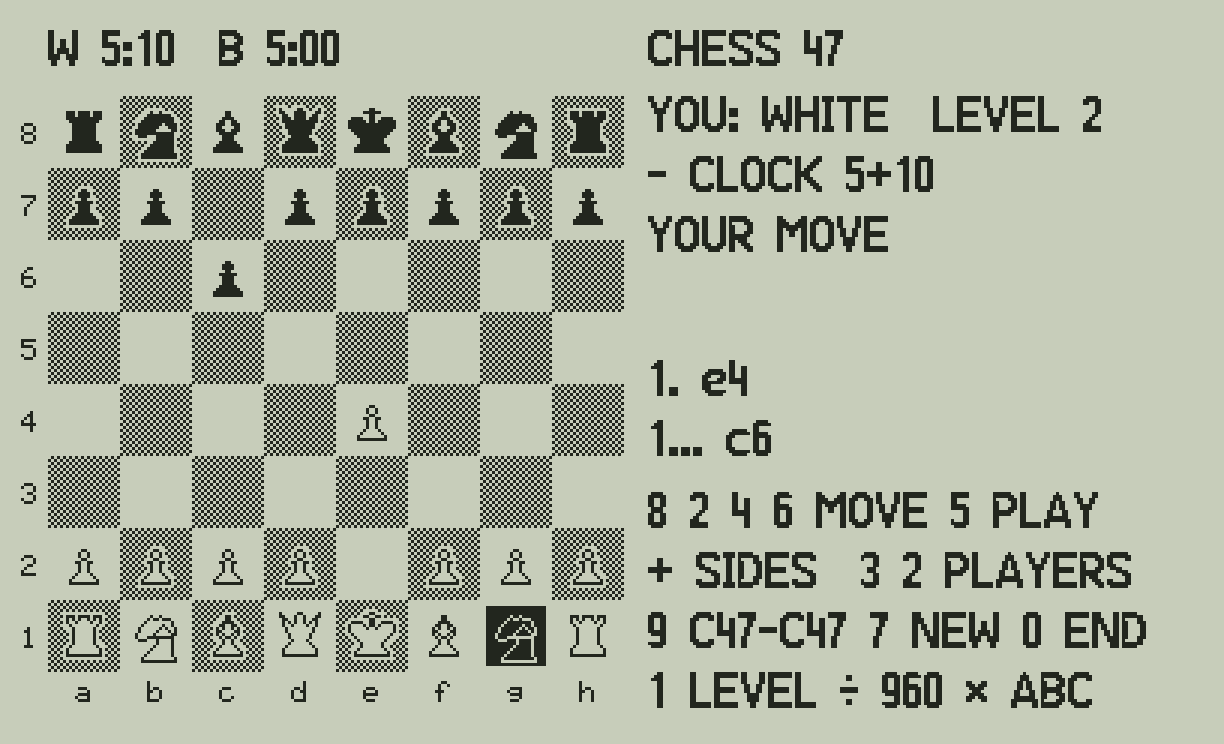 W 5:10 B 5:00
8
7
6
5
4
3
2
1
a b c d e f g h
CHESS 47
YOU: WHITE LEVEL 2
- CLOCK 5+10
YOUR MOVE
1. e4
1... c6
8 2 4 6 MOVE 5 PLAY
+ SIDES 3 2 PLAYERS
9 C47-C47 7 NEW 0 END
1 LEVEL ÷ 960 × ABC